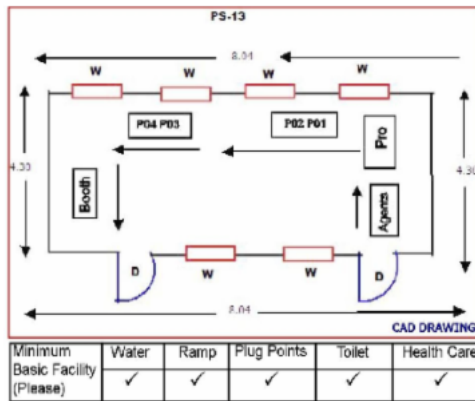 PS-13
8.04
W W W W
P04 P03 P02 P01
Pro
4.30 4.30
Booth Agents
D W W D
8.04
CAD DRAWING
Minimum Basic Facility (Please) Water Ramp Plug Points Toilet Health Care
✓ ✓ ✓ ✓ ✓